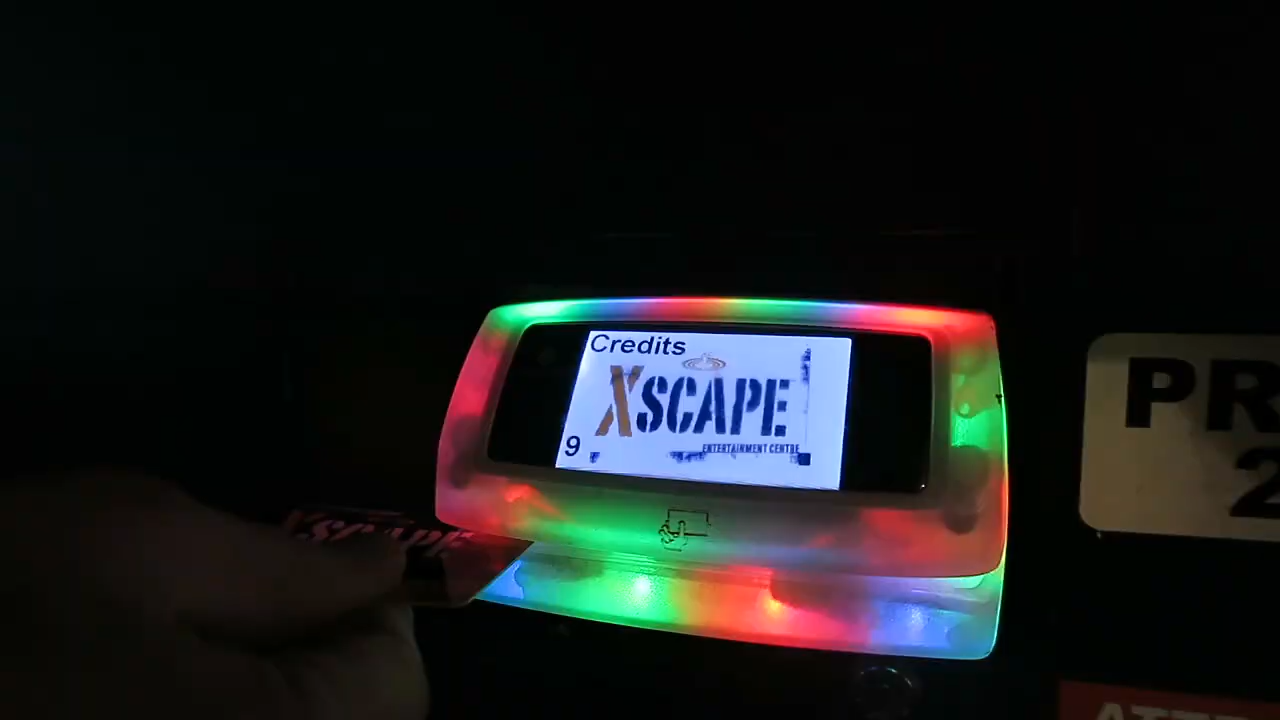 Credits
XSCAPE
ENTERTAINMENT CENTRE
9
XSCAPE
PR
2